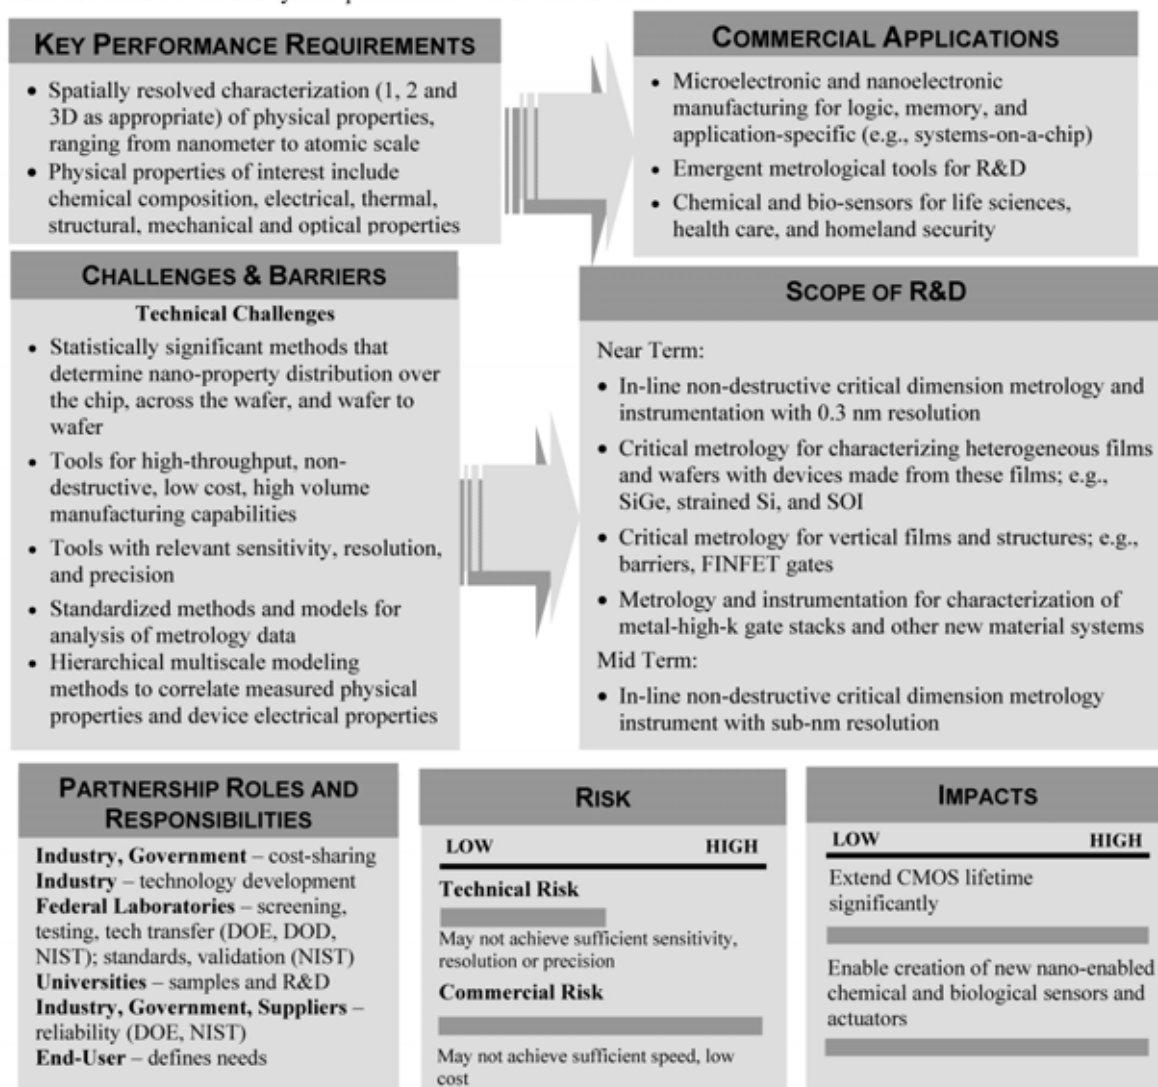 KEY PERFORMANCE REQUIREMENTS
• Spatially resolved characterization (1, 2 and
3D as appropriate) of physical properties,
ranging from nanometer to atomic scale
• Physical properties of interest include
chemical composition, electrical, thermal,
structural, mechanical and optical properties
COMMERCIAL APPLICATIONS
• Microelectronic and nanoelectronic
manufacturing for logic, memory, and
application-specific (e.g., systems-on-a-chip)
• Emergent metrological tools for R&D
• Chemical and bio-sensors for life sciences,
health care, and homeland security
CHALLENGES & BARRIERS
Technical Challenges
• Statistically significant methods that
determine nano-property distribution over
the chip, across the wafer, and wafer to
wafer
• Tools for high-throughput, non-
destructive, low cost, high volume
manufacturing capabilities
• Tools with relevant sensitivity, resolution,
and precision
• Standardized methods and models for
analysis of metrology data
• Hierarchical multiscale modeling
methods to correlate measured physical
properties and device electrical properties
SCOPE OF R&D
Near Term:
• In-line non-destructive critical dimension metrology and
instrumentation with 0.3 nm resolution
• Critical metrology for characterizing heterogeneous films
and wafers with devices made from these films; e.g.,
SiGe, strained Si, and SOI
• Critical metrology for vertical films and structures; e.g.,
barriers, FINFET gates
• Metrology and instrumentation for characterization of
metal-high-k gate stacks and other new material systems
Mid Term:
• In-line non-destructive critical dimension metrology
instrument with sub-nm resolution
PARTNERSHIP ROLES AND
RESPONSIBILITIES
Industry, Government – cost-sharing
Industry – technology development
Federal Laboratories – screening,
testing, tech transfer (DOE, DOD,
NIST); standards, validation (NIST)
Universities – samples and R&D
Industry, Government, Suppliers –
reliability (DOE, NIST)
End-User – defines needs
RISK
LOW HIGH
Technical Risk
May not achieve sufficient sensitivity,
resolution or precision
Commercial Risk
May not achieve sufficient speed, low
cost
IMPACTS
LOW HIGH
Extend CMOS lifetime
significantly
Enable creation of new nano-enabled
chemical and biological sensors and
actuators